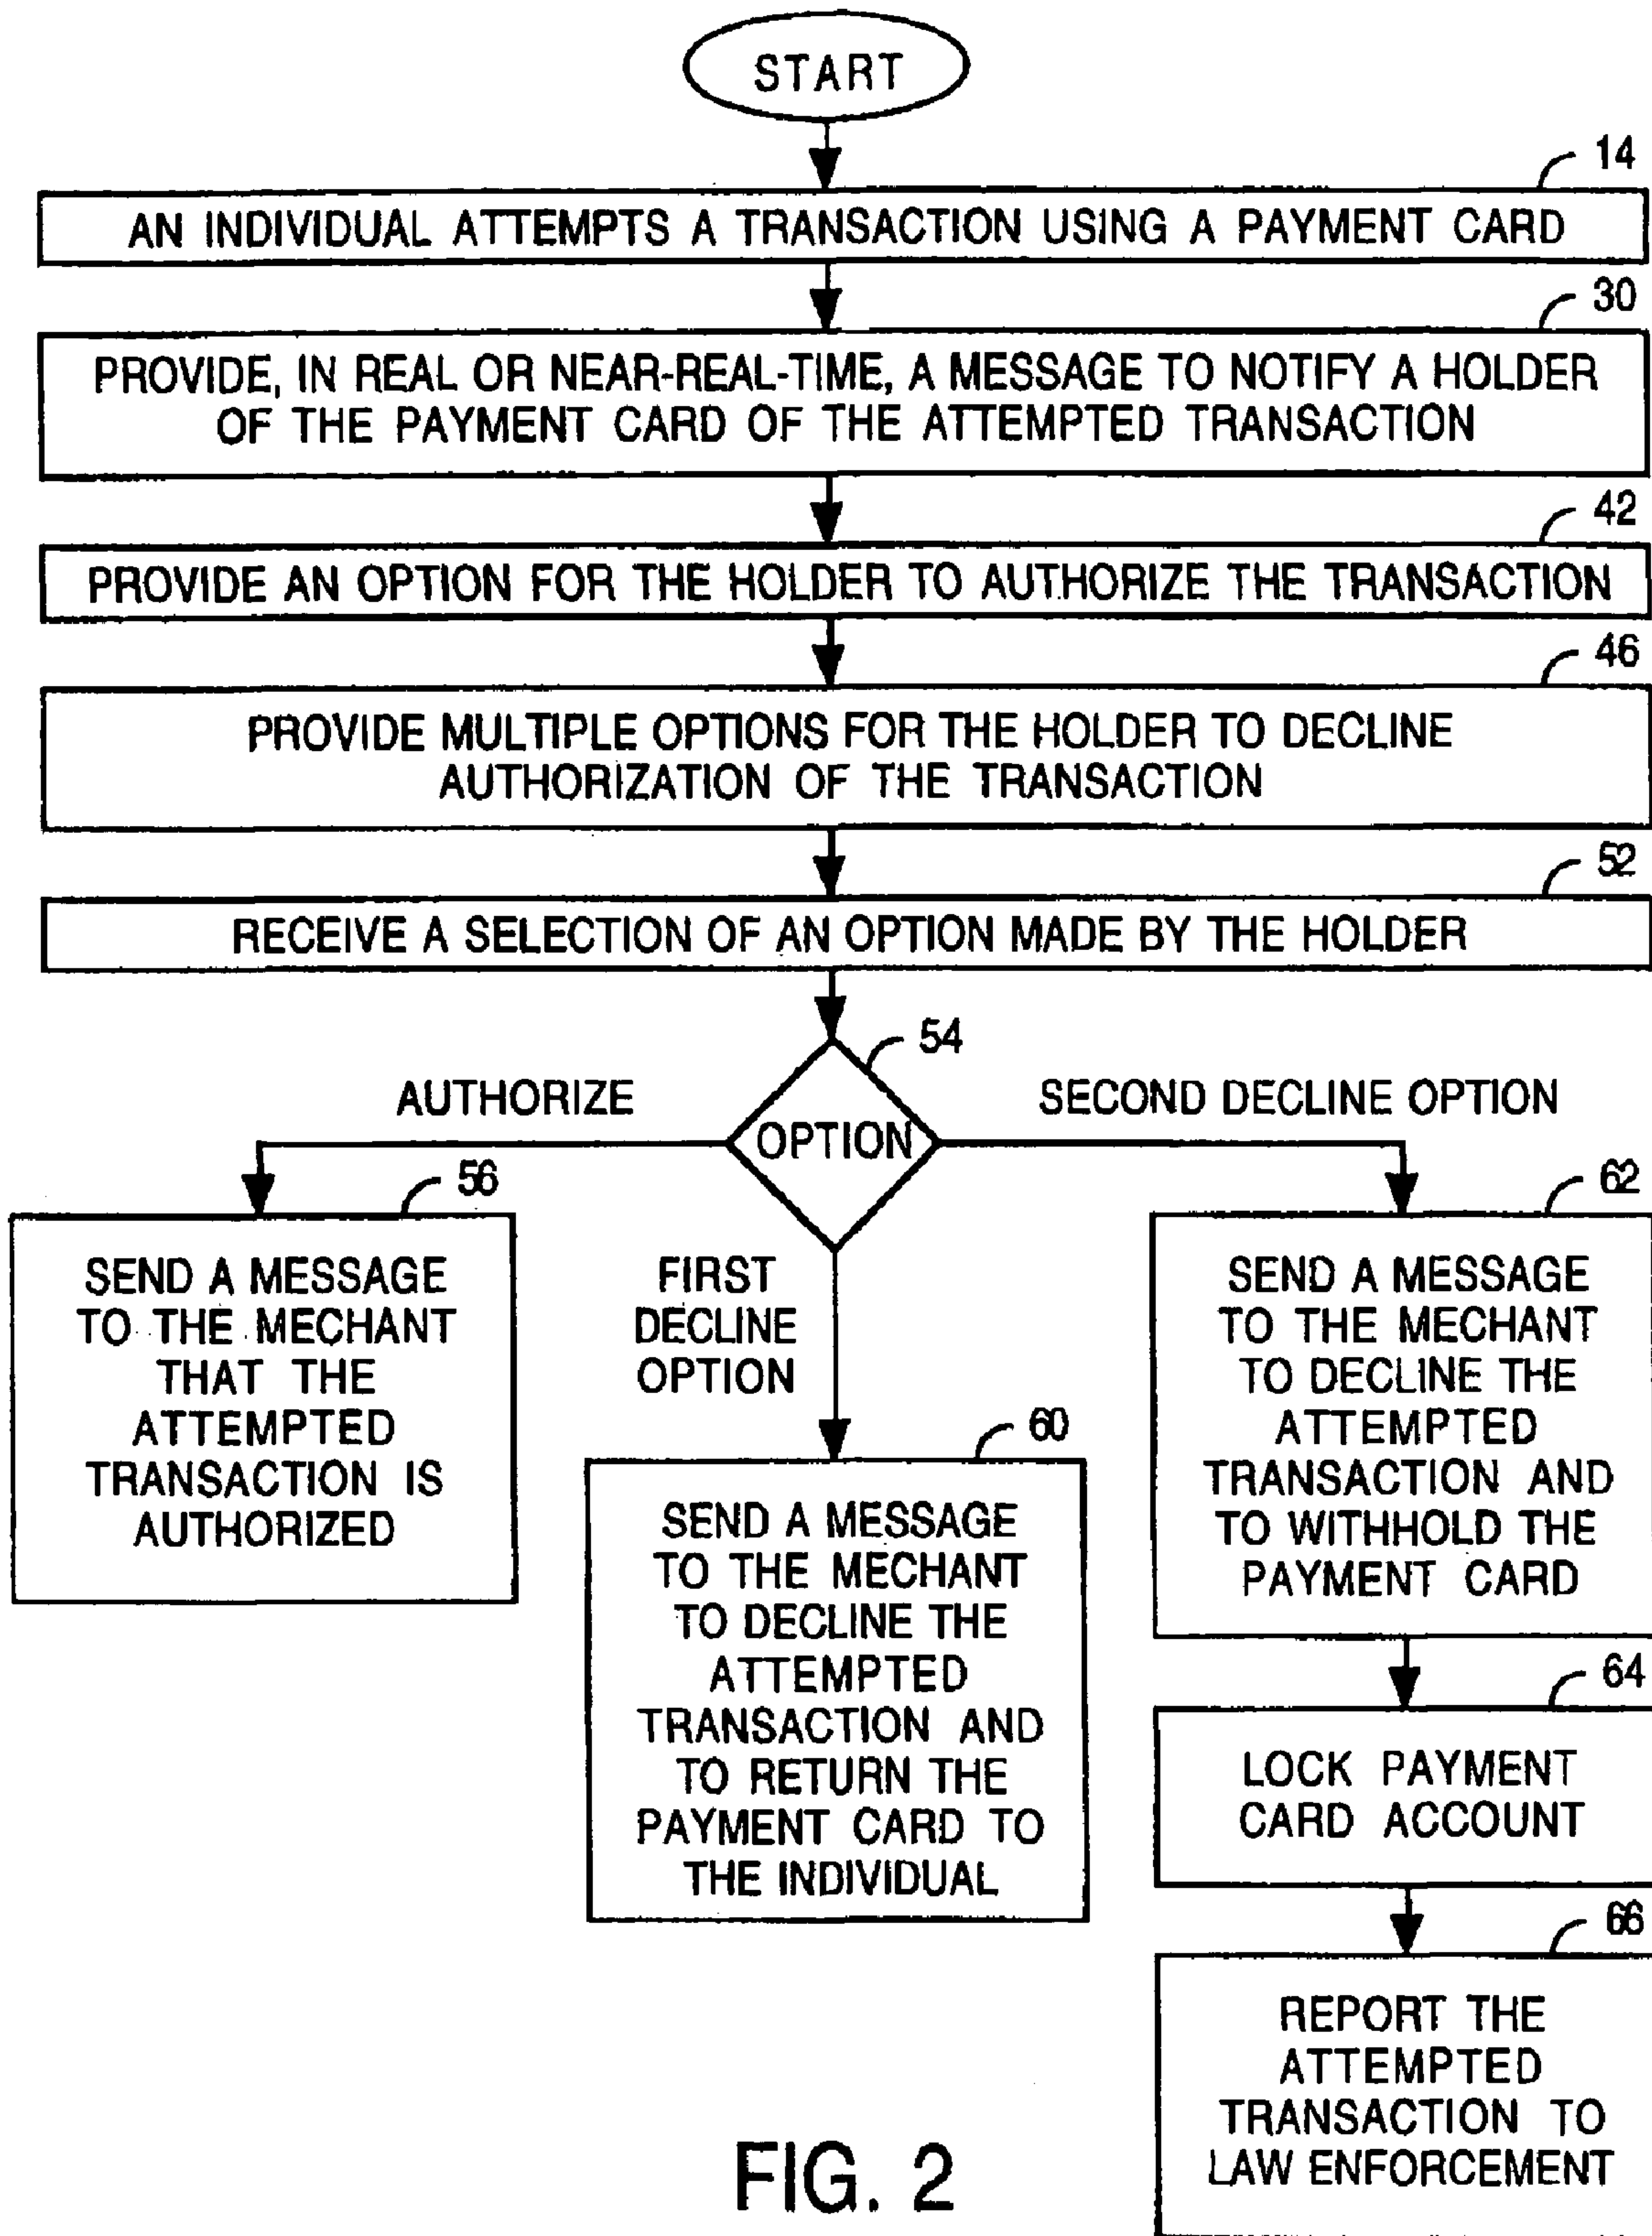 START
14
AN INDIVIDUAL ATTEMPTS A TRANSACTION USING A PAYMENT CARD
30
PROVIDE, IN REAL OR NEAR-REAL-TIME, A MESSAGE TO NOTIFY A HOLDER
OF THE PAYMENT CARD OF THE ATTEMPTED TRANSACTION
42
PROVIDE AN OPTION FOR THE HOLDER TO AUTHORIZE THE TRANSACTION
46
PROVIDE MULTIPLE OPTIONS FOR THE HOLDER TO DECLINE
AUTHORIZATION OF THE TRANSACTION
52
RECEIVE A SELECTION OF AN OPTION MADE BY THE HOLDER
54
OPTION
AUTHORIZE
56
SEND A MESSAGE
TO THE MECHANT
THAT THE
ATTEMPTED
TRANSACTION IS
AUTHORIZED
FIRST
DECLINE
OPTION
60
SEND A MESSAGE
TO THE MECHANT
TO DECLINE THE
ATTEMPTED
TRANSACTION AND
TO RETURN THE
PAYMENT CARD TO
THE INDIVIDUAL
SECOND DECLINE OPTION
62
SEND A MESSAGE
TO THE MECHANT
TO DECLINE THE
ATTEMPTED
TRANSACTION AND
TO WITHHOLD THE
PAYMENT CARD
64
LOCK PAYMENT
CARD ACCOUNT
66
REPORT THE
ATTEMPTED
TRANSACTION TO
LAW ENFORCEMENT
FIG. 2